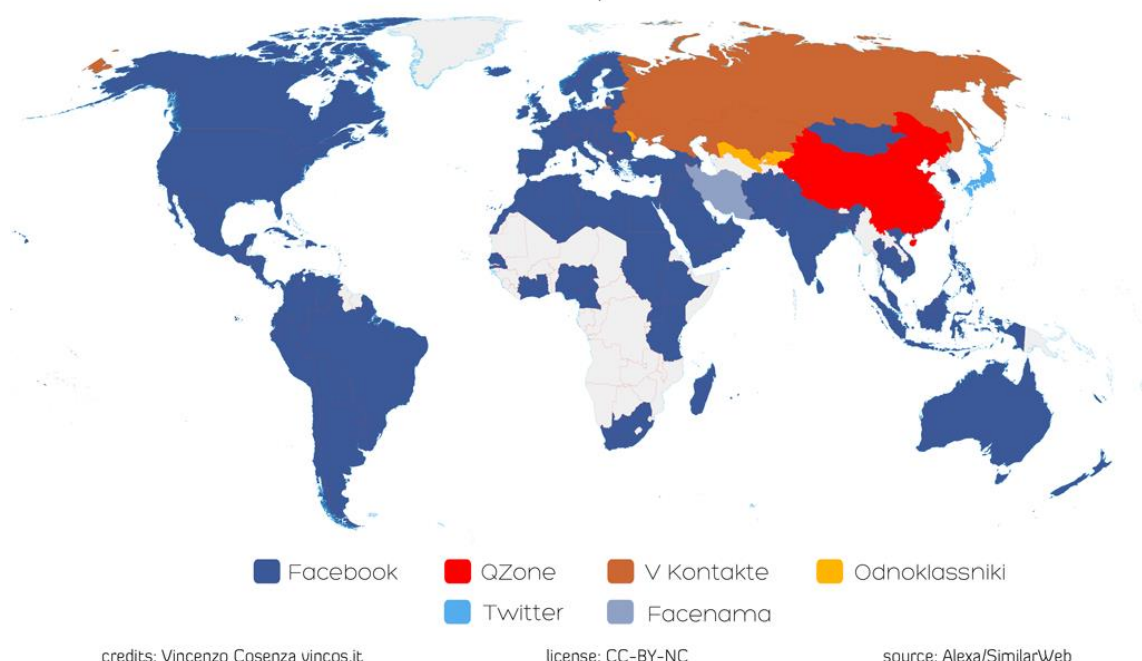 Facebook QZone V Kontakte Odnoklassniki
Twitter Facenama
credits: Vincenzo Cosenza vincos.it license: CC-BY-NC source: Alexa/SimilarWeb